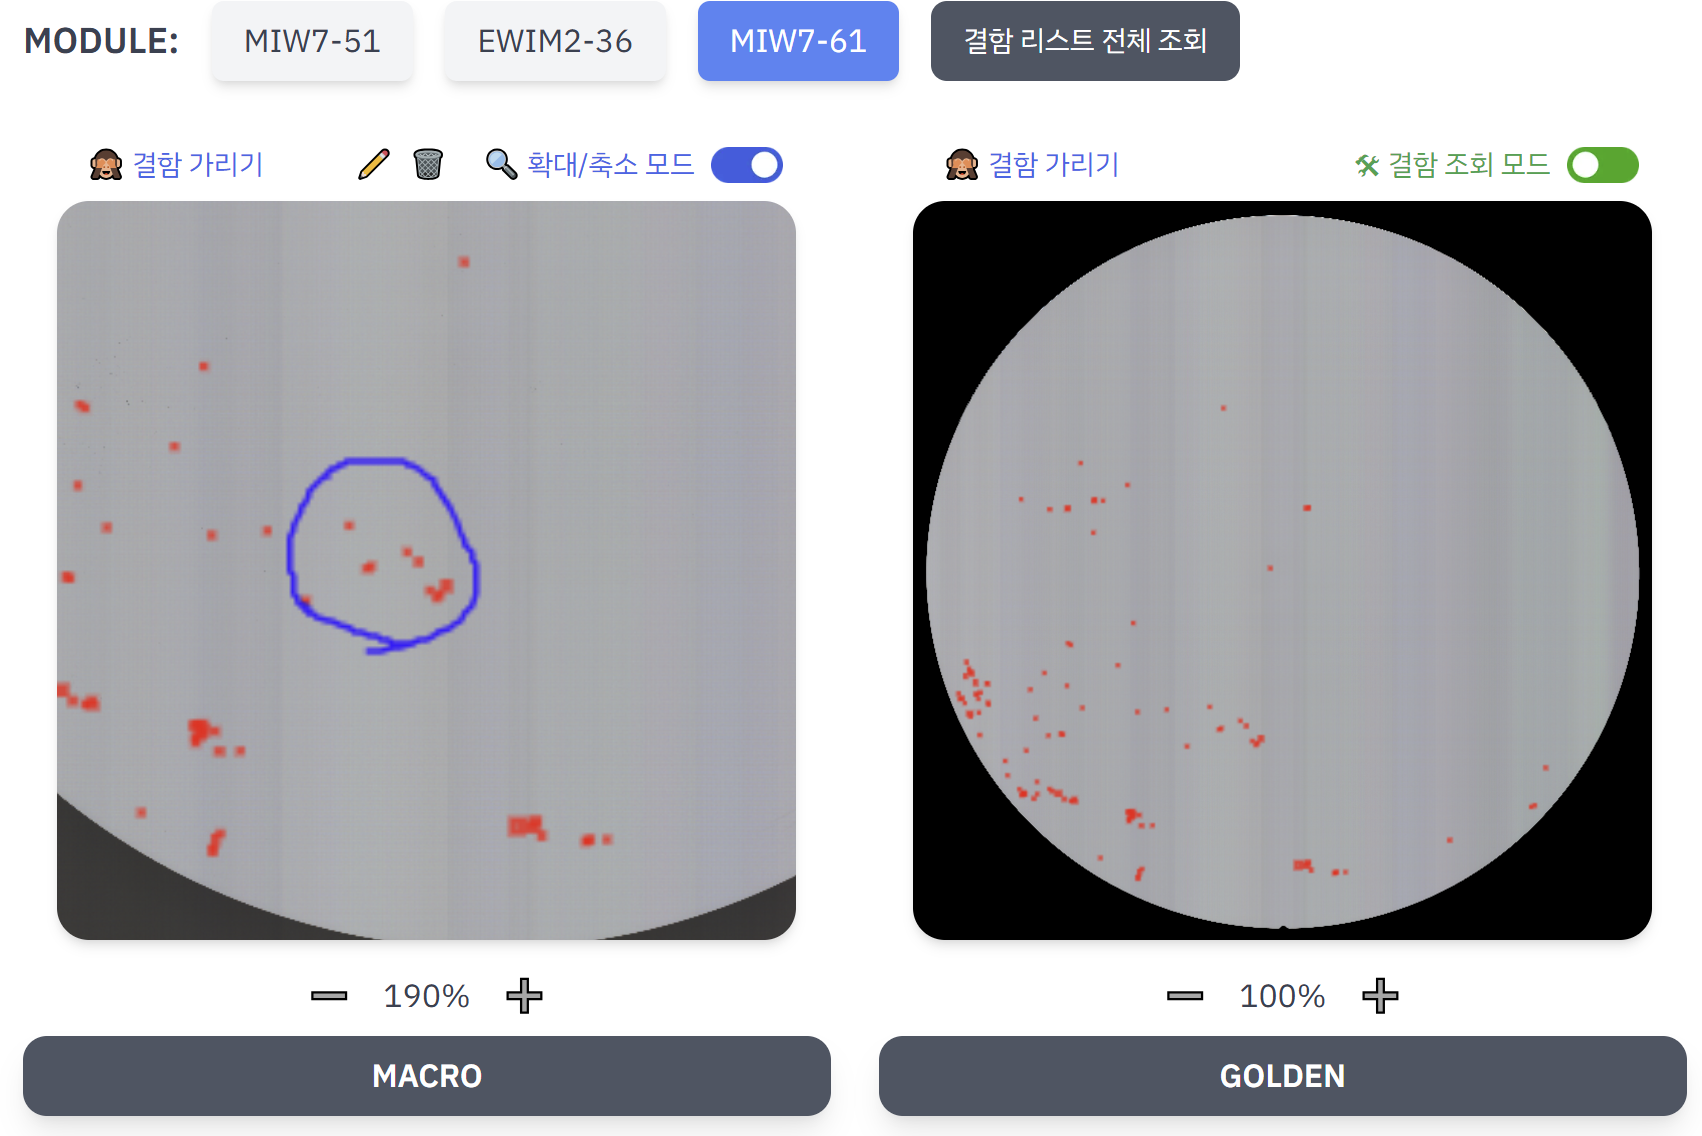 MODULE: MIW7-51 EWIM2-36 MIW7-61 결함 리스트 전체 조회
결함 가리기 확대/축소 모드
결함 가리기 결함 조회 모드
190%
100%
MACRO
GOLDEN